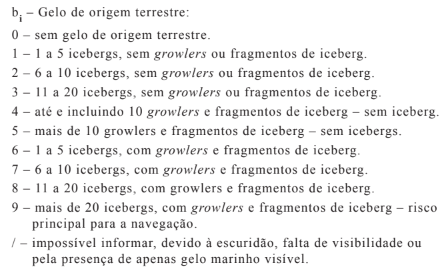 b_i – Gelo de origem terrestre:
0 – sem gelo de origem terrestre.
1 – 1 a 5 icebergs, sem growlers ou fragmentos de iceberg.
2 – 6 a 10 icebergs, sem growlers ou fragmentos de iceberg.
3 – 11 a 20 icebergs, sem growlers ou fragmentos de iceberg.
4 – até e incluindo 10 growlers e fragmentos de iceberg – sem iceberg.
5 – mais de 10 growlers e fragmentos de iceberg – sem icebergs.
6 – 1 a 5 icebergs, com growlers e fragmentos de iceberg.
7 – 6 a 10 icebergs, com growlers e fragmentos de iceberg.
8 – 11 a 20 icebergs, com growlers e fragmentos de iceberg.
9 – mais de 20 icebergs, com growlers e fragmentos de iceberg – risco
principal para a navegação.
/ – impossível informar, devido à escuridão, falta de visibilidade ou
pela presença de apenas gelo marinho visível.